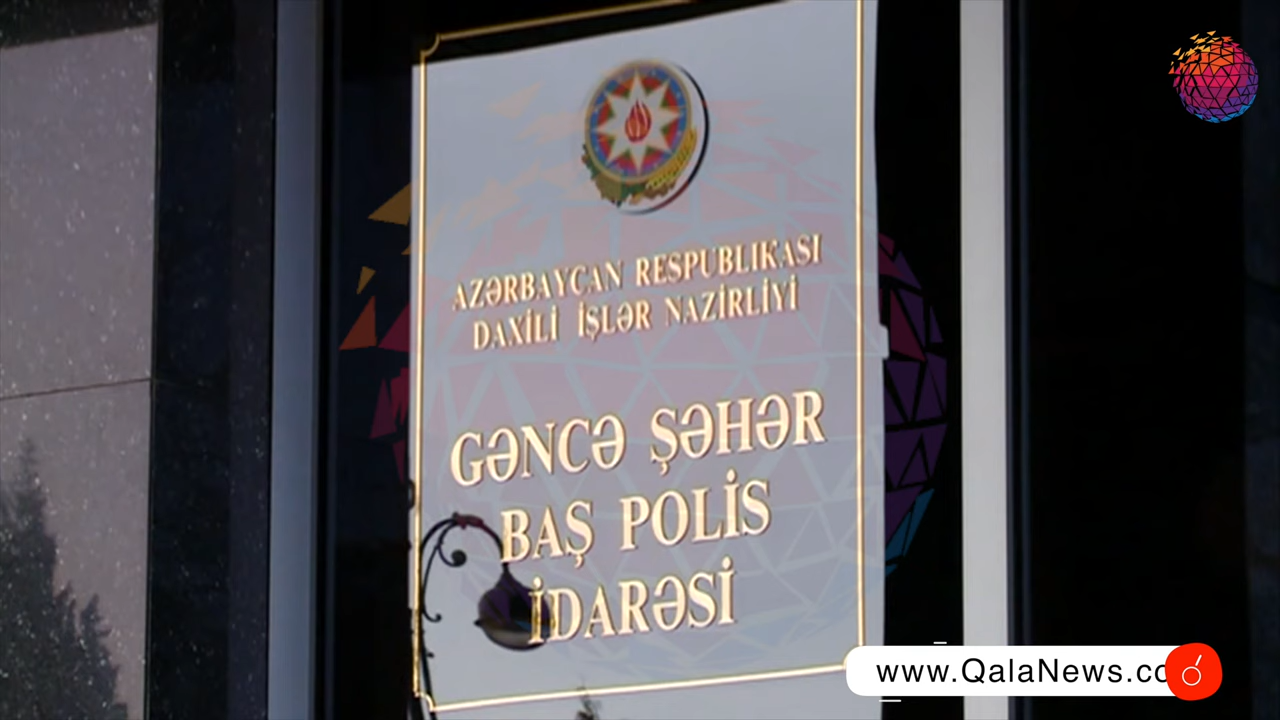 AZƏRBAYCAN RESPUBLIKASI
DAXİLİ İŞLƏR NAZİRLİYİ
GƏNCƏ ŞƏHƏR
BAŞ POLİS
İDARƏSİ
www.QalaNews.co